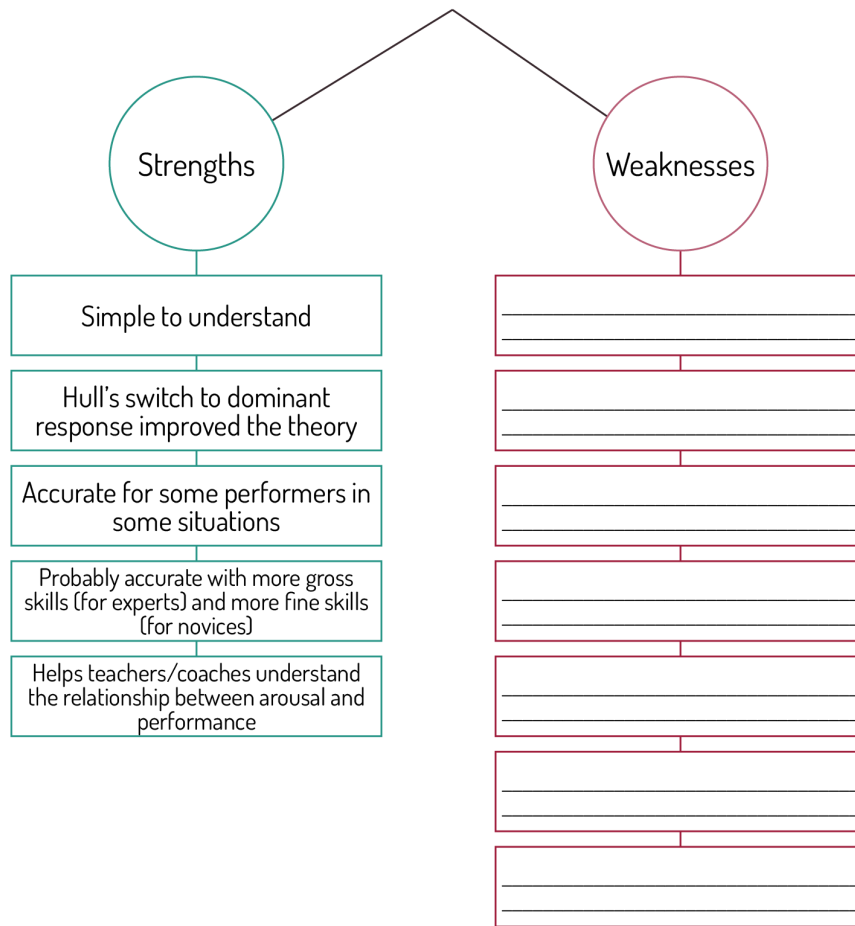 Strengths
Weaknesses
Simple to understand
Hull's switch to dominant
response improved the theory
Accurate for some performers in
some situations
Probably accurate with more gross
skills (for experts) and more fine skills
(for novices)
Helps teachers/coaches understand
the relationship between arousal and
performance